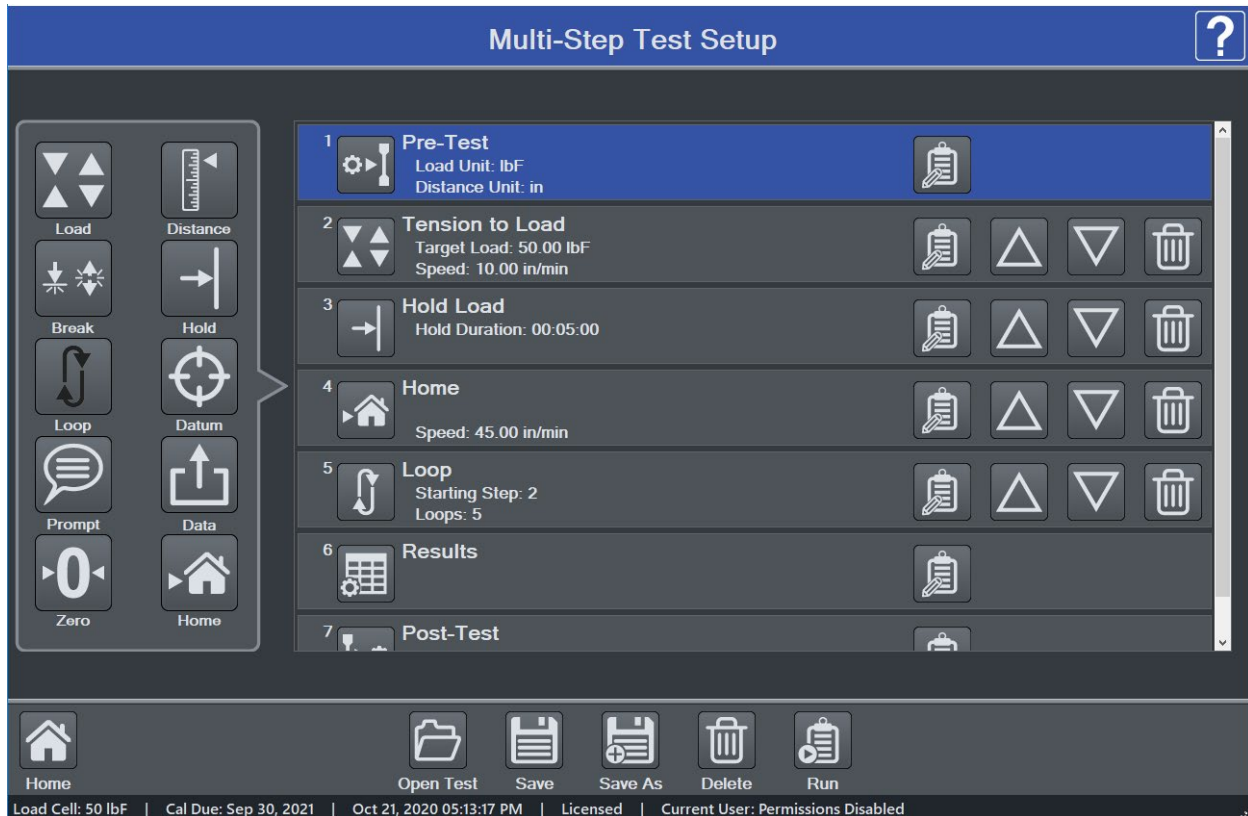 Multi-Step Test Setup
?
Load
Distance
Break
Hold
Loop
Datum
Prompt
Data
0
Zero
Home
1
Pre-Test
Load Unit: lbF
Distance Unit: in
2
Tension to Load
Target Load: 50.00 lbF
Speed: 10.00 in/min
3
Hold Load
Hold Duration: 00:05:00
4
Home
Speed: 45.00 in/min
5
Loop
Starting Step: 2
Loops: 5
6
Results
7
Post-Test
Home
Open Test
Save
Save As
Delete
Run
Load Cell: 50 lbF | Cal Due: Sep 30, 2021 | Oct 21, 2020 05:13:17 PM | Licensed | Current User: Permissions Disabled